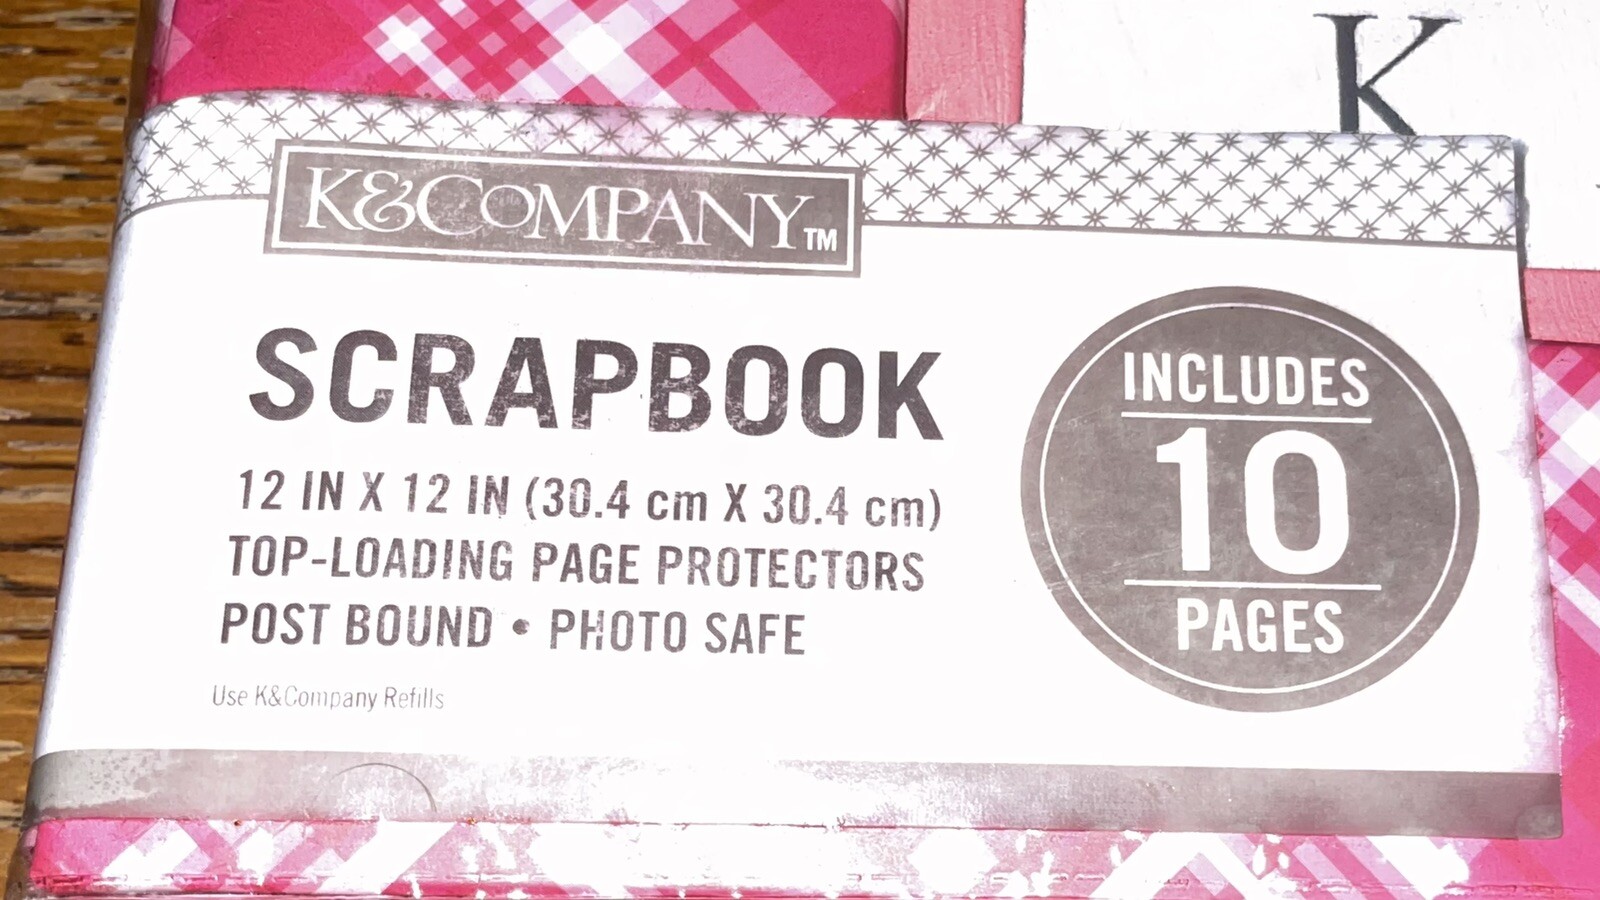 K
K&COMPANY™
SCRAPBOOK
12 IN X 12 IN (30.4 cm X 30.4 cm)
TOP-LOADING PAGE PROTECTORS
POST BOUND • PHOTO SAFE
Use K&Company Refills
INCLUDES
10
PAGES